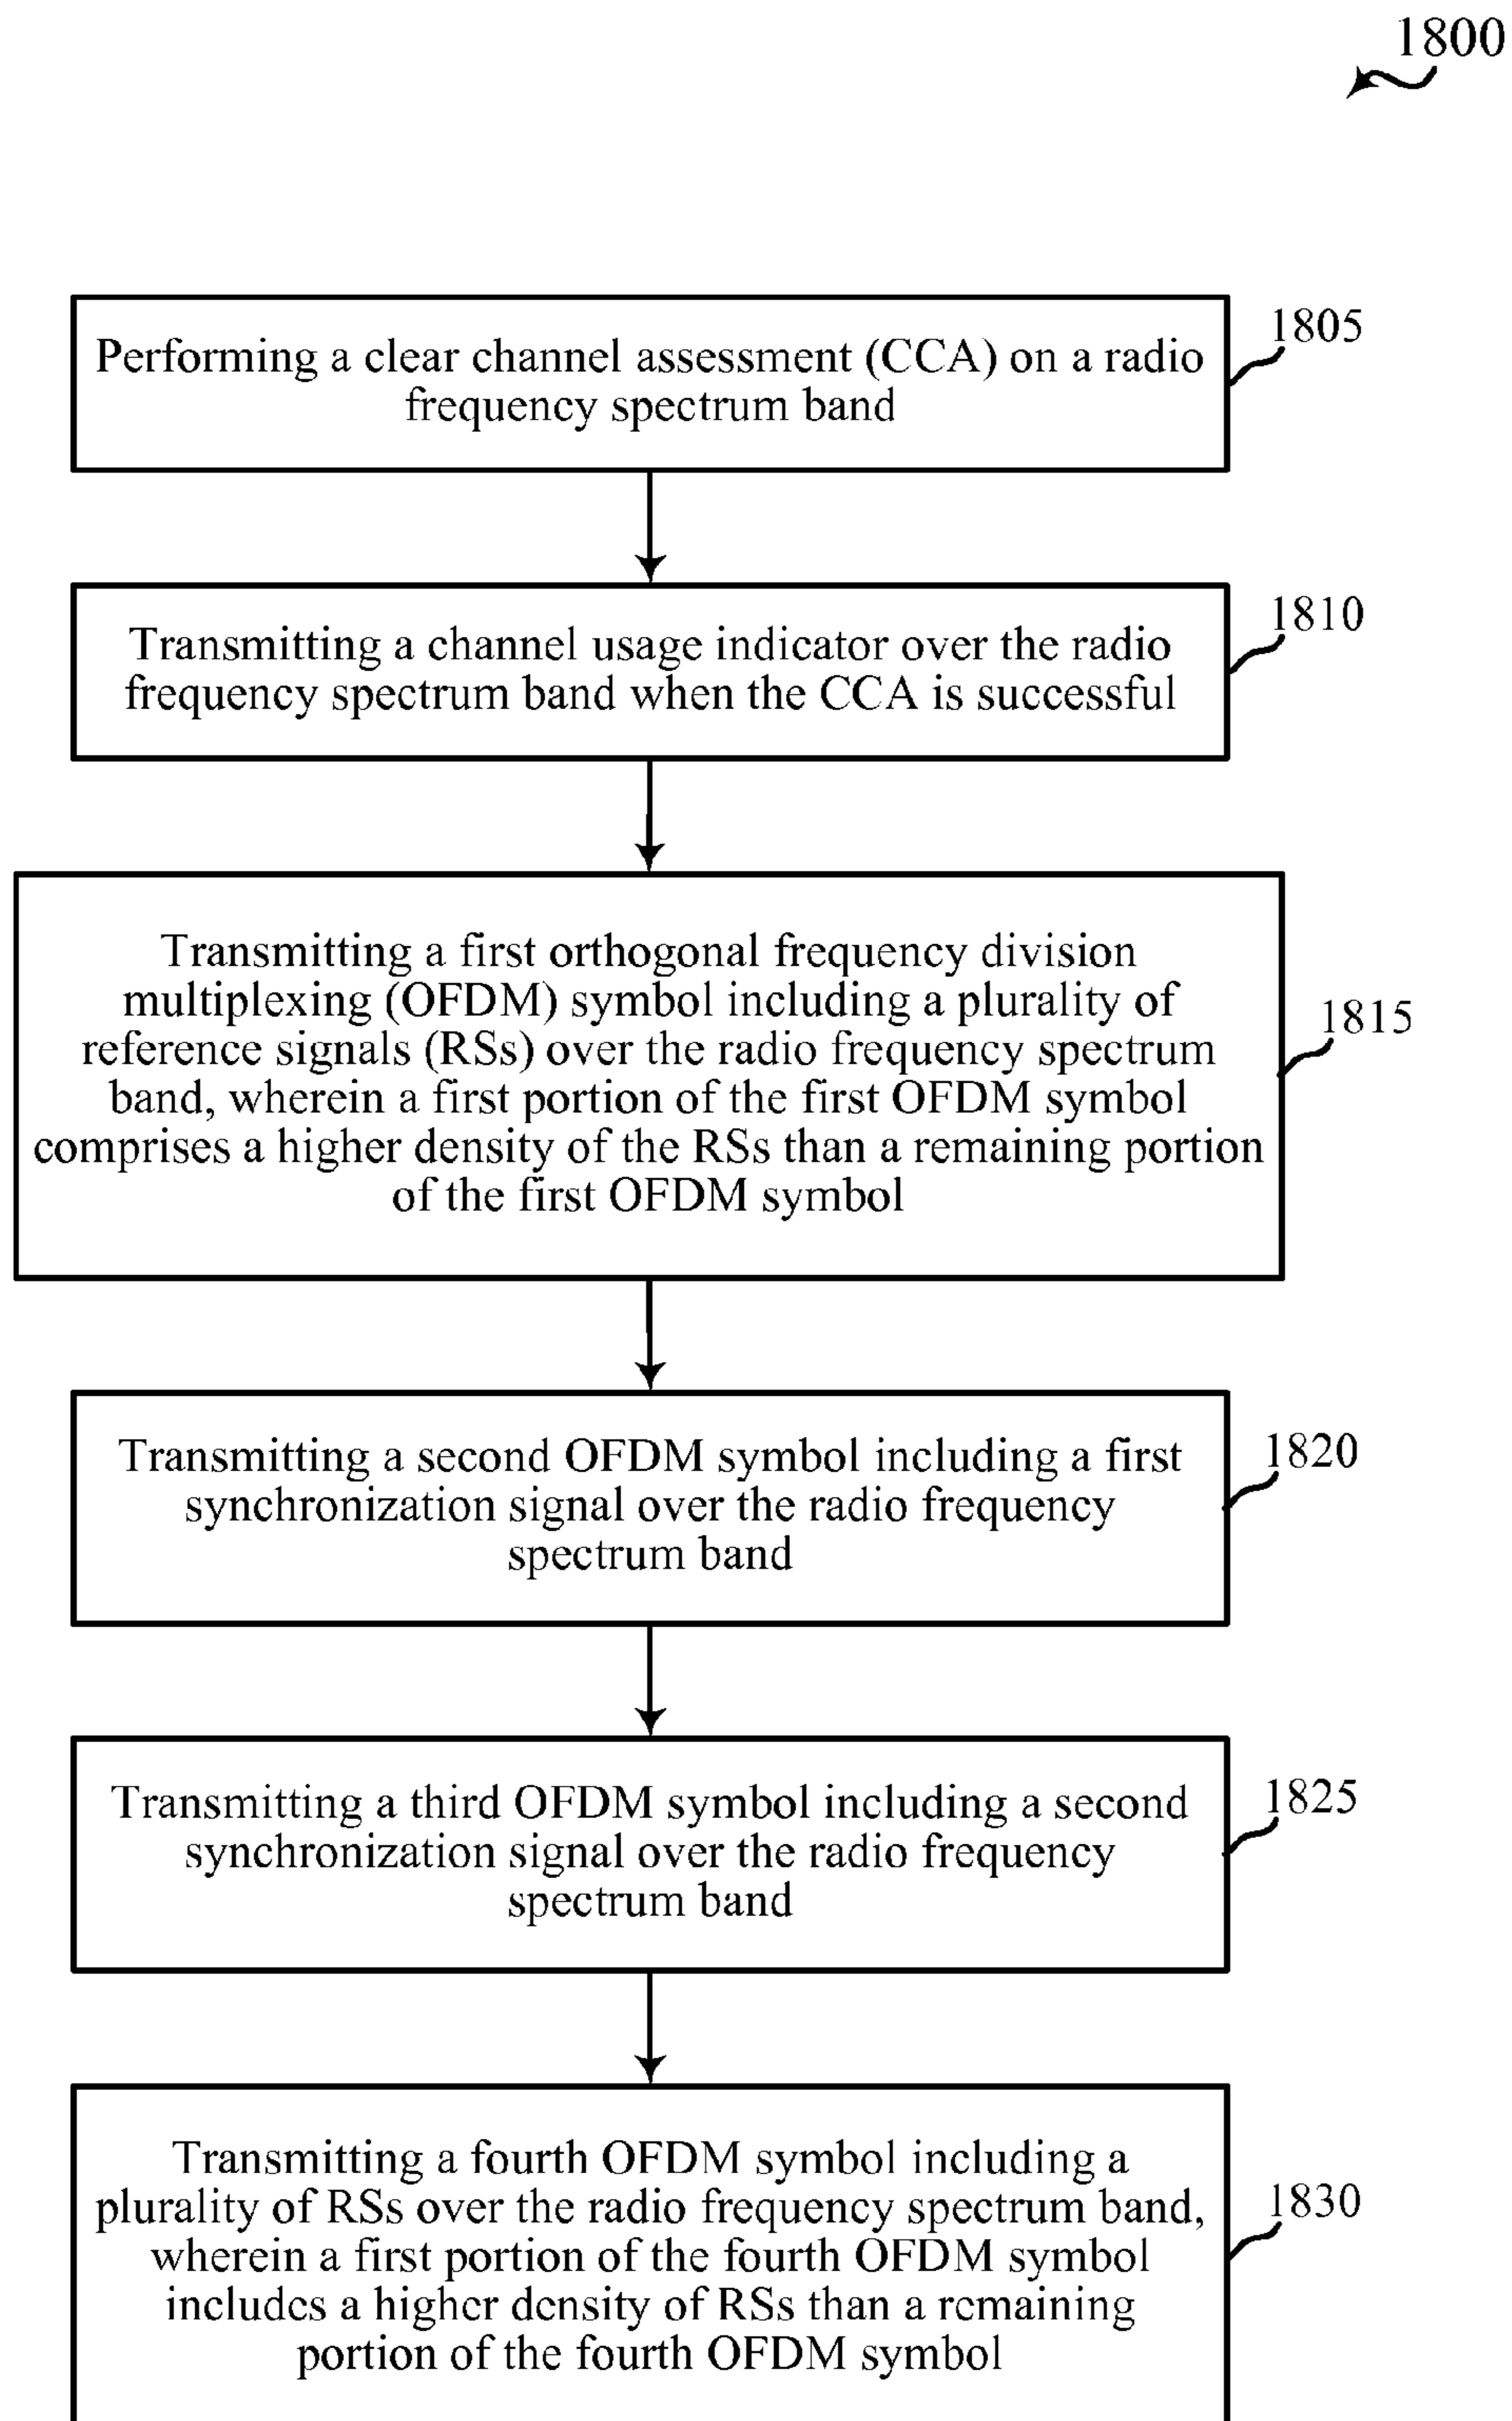 1800
Performing a clear channel assessment (CCA) on a radio
frequency spectrum band
1805
Transmitting a channel usage indicator over the radio
frequency spectrum band when the CCA is successful
1810
Transmitting a first orthogonal frequency division
multiplexing (OFDM) symbol including a plurality of
reference signals (RSs) over the radio frequency spectrum
band, wherein a first portion of the first OFDM symbol
comprises a higher density of the RSs than a remaining portion
of the first OFDM symbol
1815
Transmitting a second OFDM symbol including a first
synchronization signal over the radio frequency
spectrum band
1820
Transmitting a third OFDM symbol including a second
synchronization signal over the radio frequency
spectrum band
1825
Transmitting a fourth OFDM symbol including a
plurality of RSs over the radio frequency spectrum band,
wherein a first portion of the fourth OFDM symbol
includes a higher density of RSs than a remaining
portion of the fourth OFDM symbol
1830